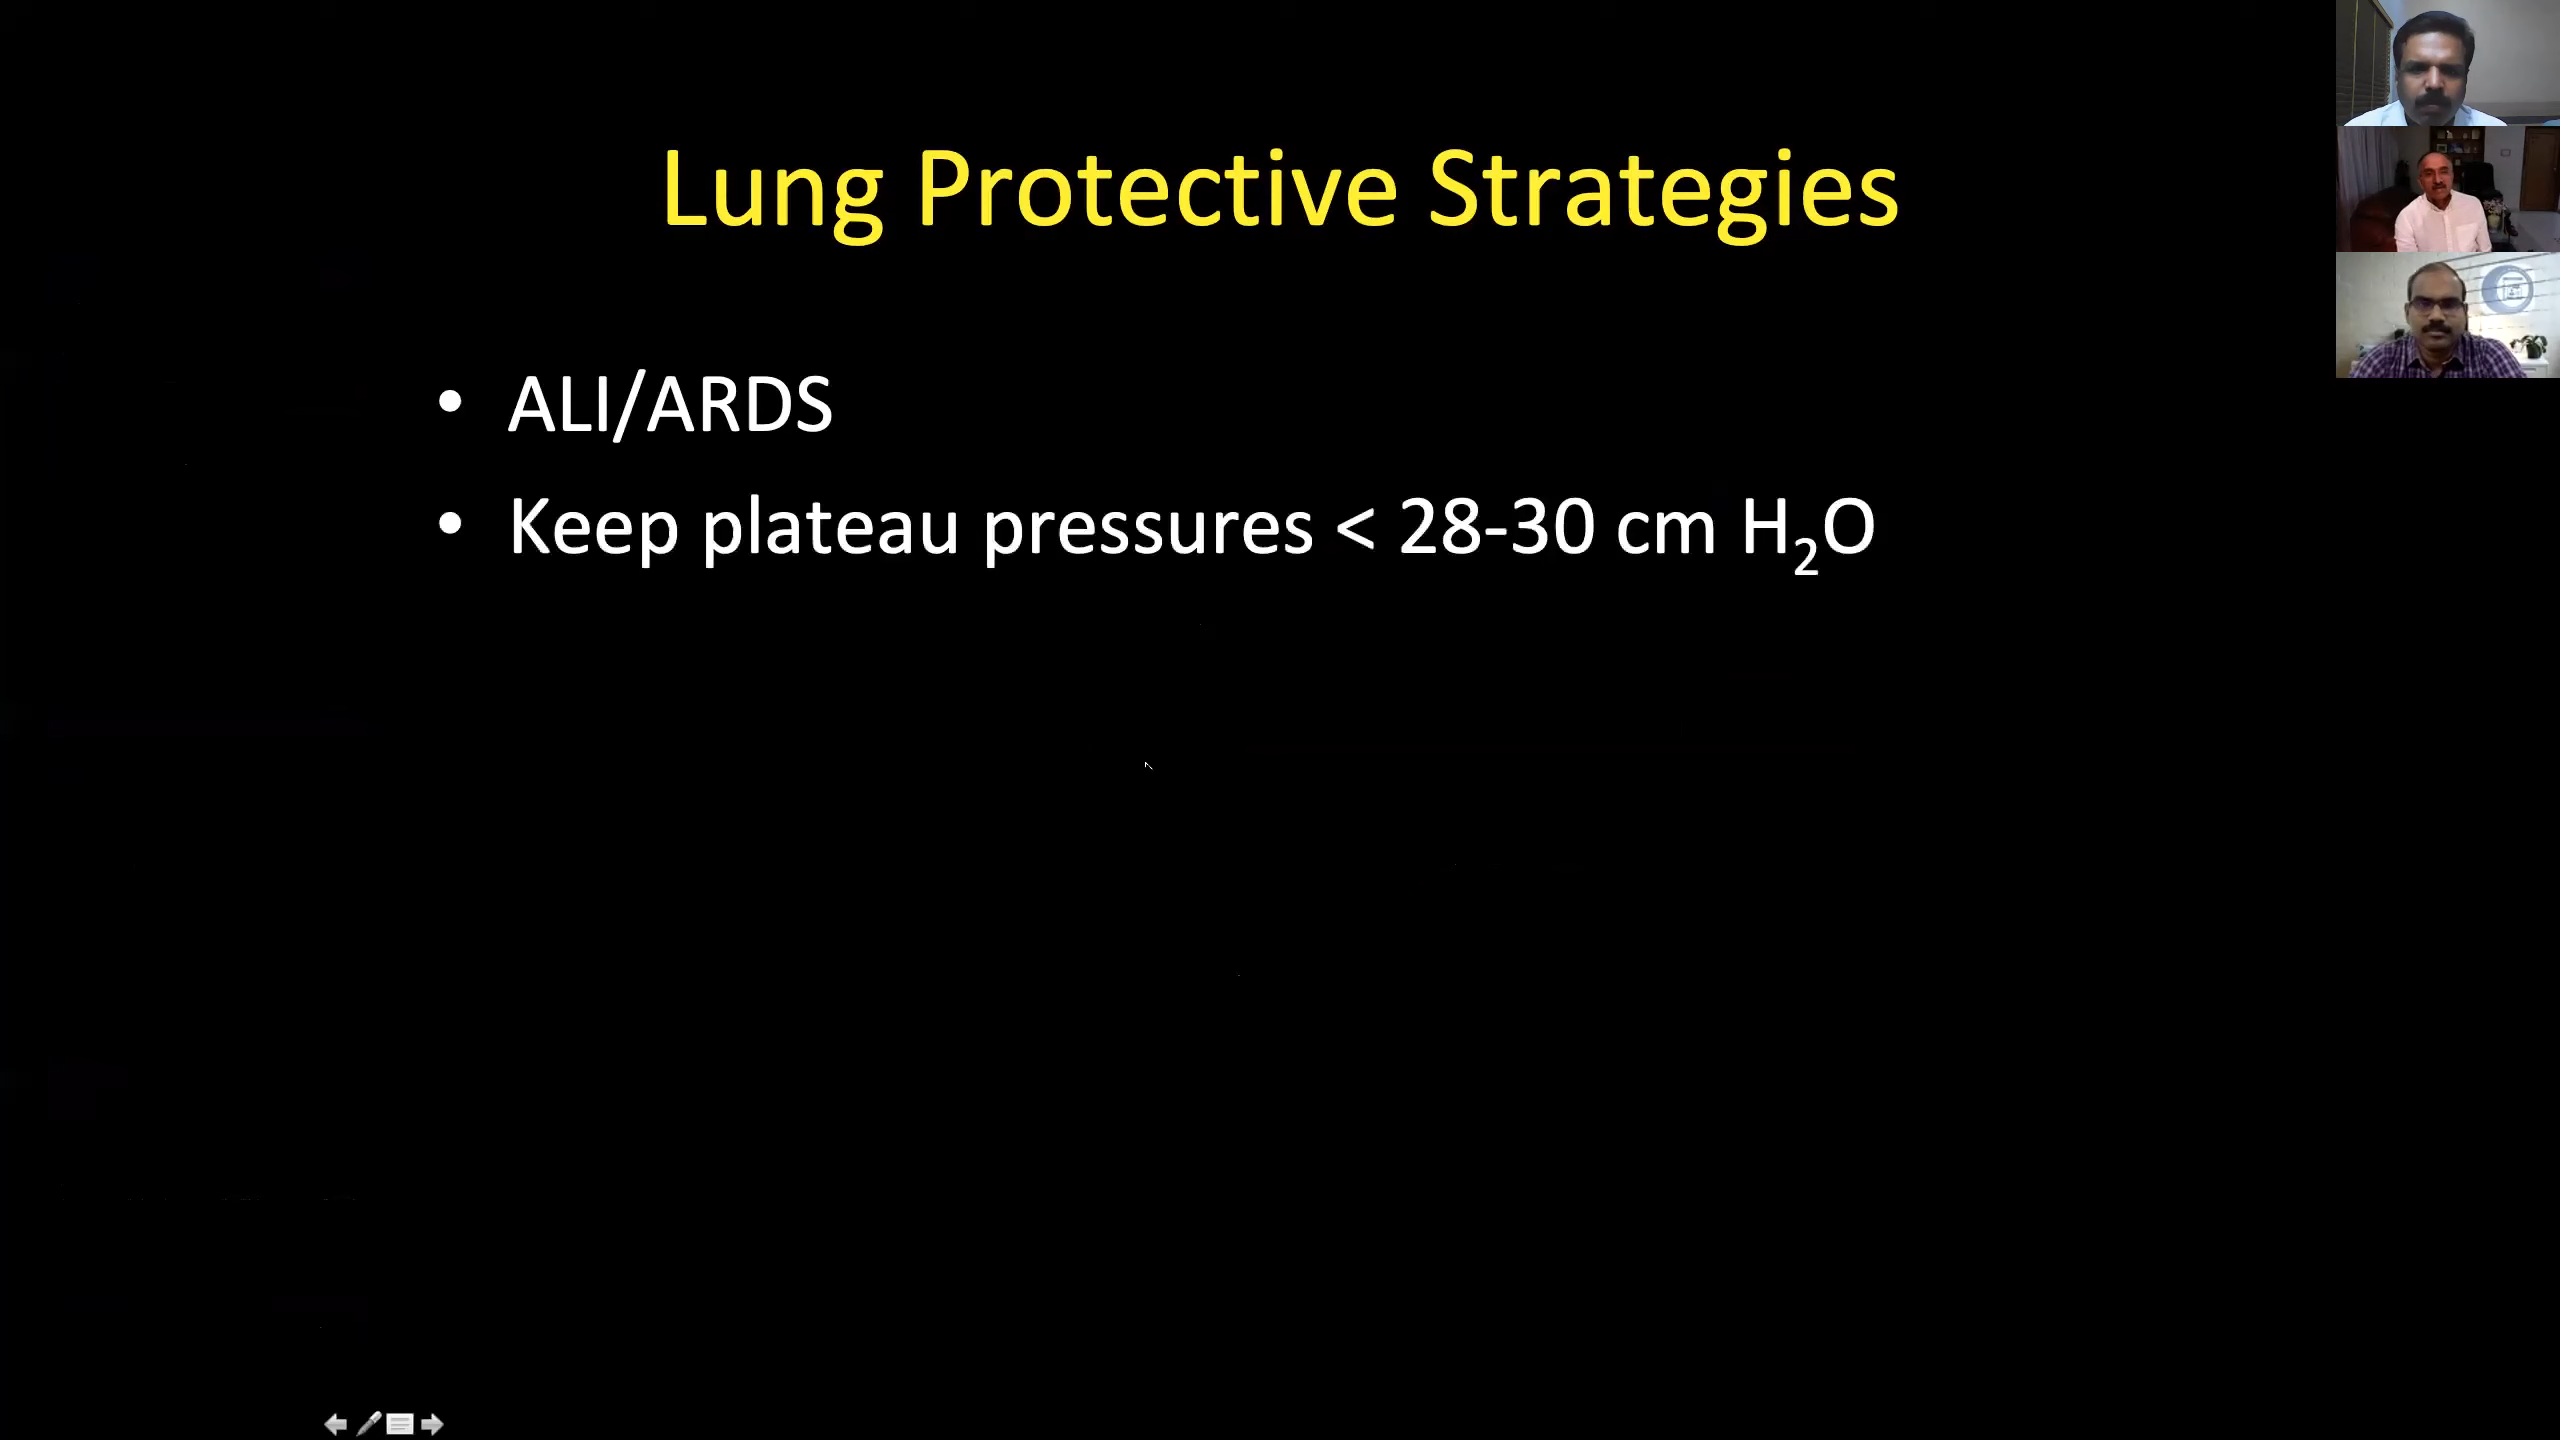 Lung Protective Strategies
• ALI/ARDS
• Keep plateau pressures < 28-30 cm H₂O